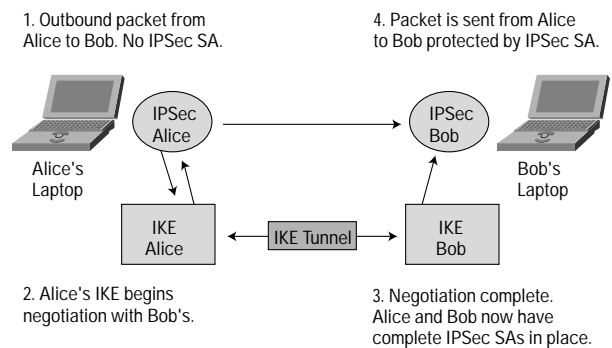 1. Outbound packet from
Alice to Bob. No IPSec SA.
4. Packet is sent from Alice
to Bob protected by IPSec SA.
IPSec
Alice
IPSec
Bob
Alice's
Laptop
Bob's
Laptop
IKE
Alice
IKE Tunnel
IKE
Bob
2. Alice's IKE begins
negotiation with Bob's.
3. Negotiation complete.
Alice and Bob now have
complete IPSec SAs in place.